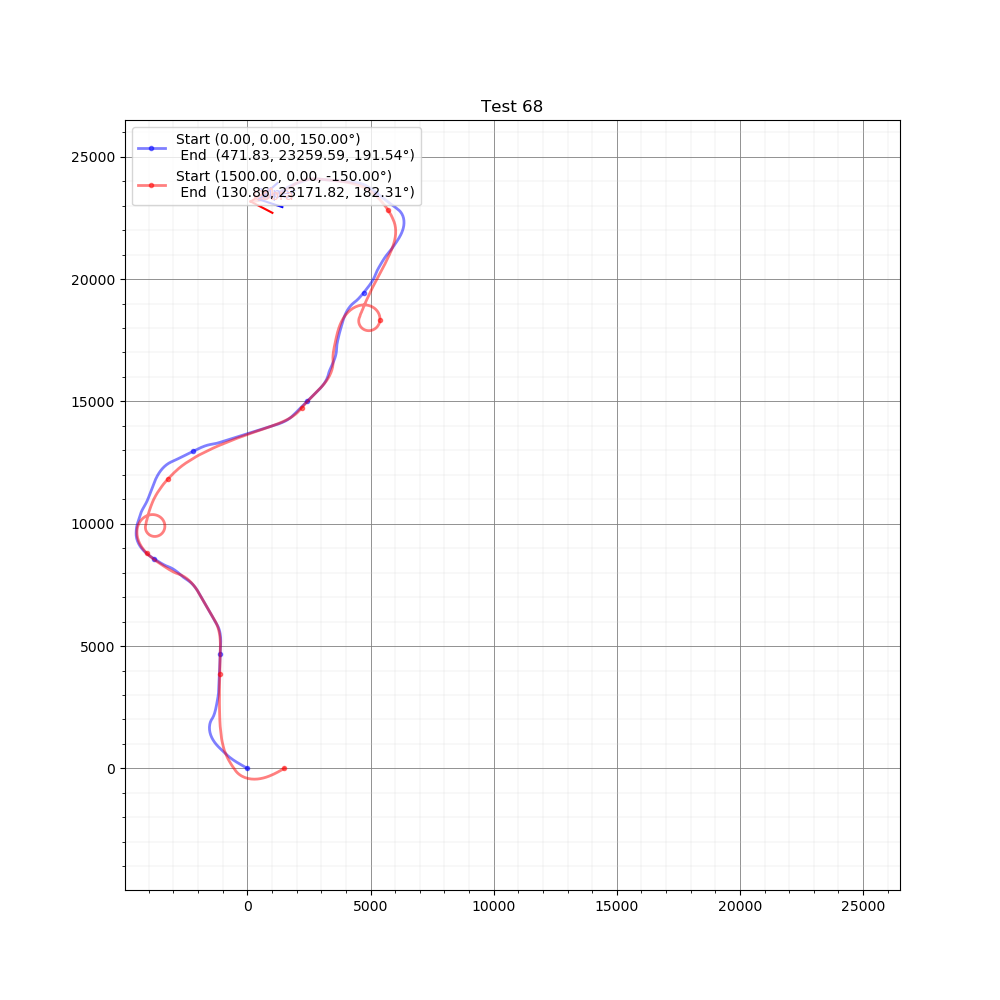 Test 68
Start (0.00, 0.00, 150.00°)
End (471.83, 23259.59, 191.54°)
Start (1500.00, 0.00, -150.00°)
End (130.86, 23171.82, 182.31°)
25000
20000
15000
10000
5000
0
0 5000 10000 15000 20000 25000